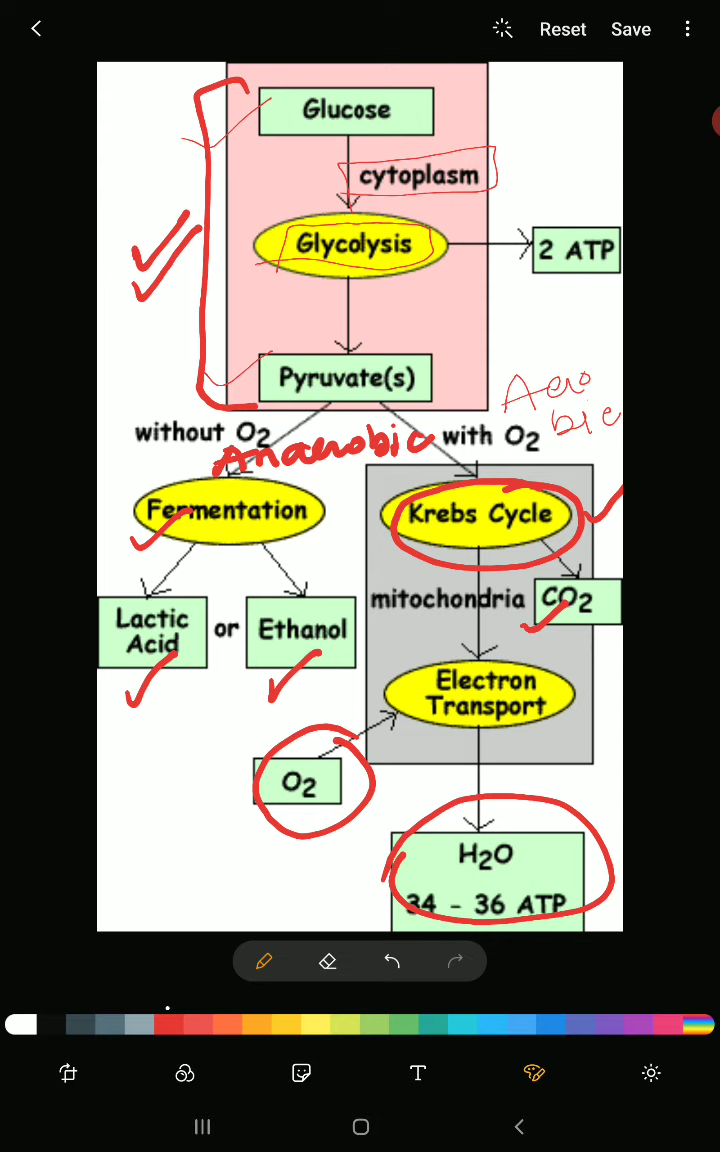 Reset Save
Glucose
cytoplasm
Glycolysis
2 ATP
Pyruvate(s)
Aero
bic
without O2
Anaerobic
with O2
Fermentation
Krebs Cycle
mitochondria
CO2
Lactic
Acid
or
Ethanol
Electron
Transport
O2
H2O
34 - 36 ATP
T